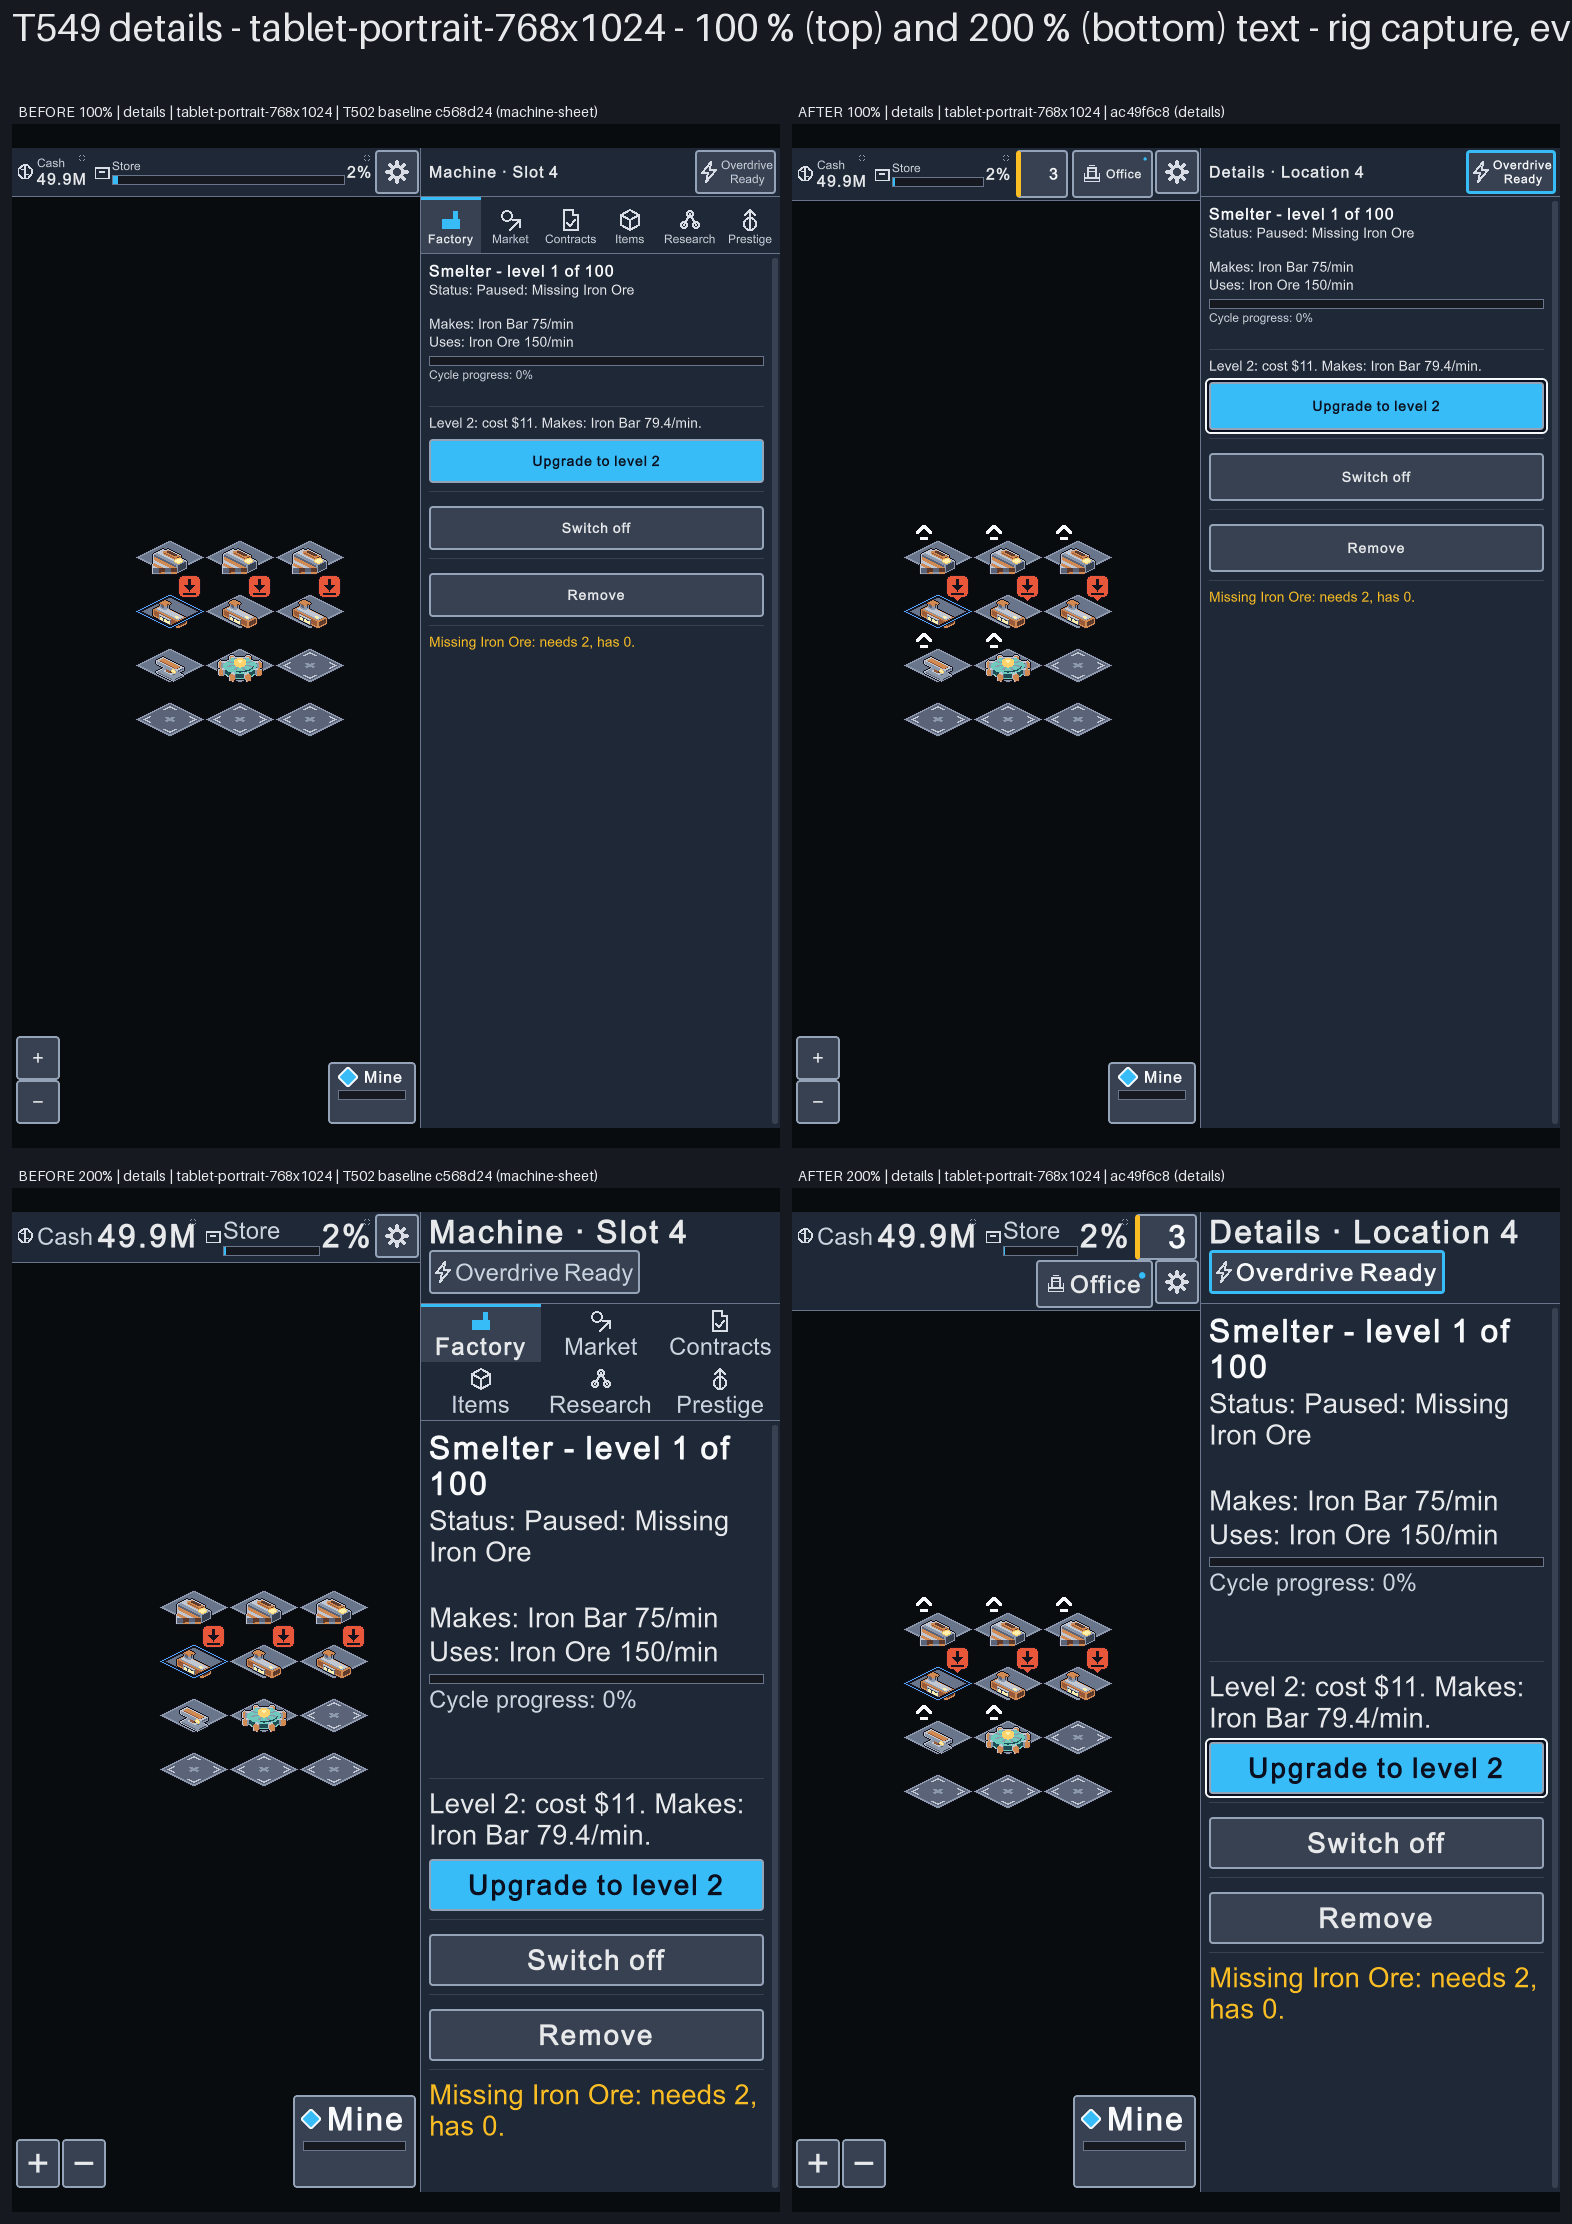 T549 details - tablet-portrait-768x1024 - 100 % (top) and 200 % (bottom) text - rig capture, ev
BEFORE 100% | details | tablet-portrait-768x1024 | T502 baseline c568d24 (machine-sheet)
Cash
49.9M
Store
2%
Machine · Slot 4
Overdrive
Ready
Factory
Market
Contracts
Items
Research
Prestige
Smelter - level 1 of 100
Status: Paused: Missing Iron Ore
Makes: Iron Bar 75/min
Uses: Iron Ore 150/min
Cycle progress: 0%
Level 2: cost $11. Makes: Iron Bar 79.4/min.
Upgrade to level 2
Switch off
Remove
Missing Iron Ore: needs 2, has 0.
+
−
Mine
AFTER 100% | details | tablet-portrait-768x1024 | ac49f6c8 (details)
Cash
49.9M
Store
2%
3
Office
Details · Location 4
Overdrive
Ready
Smelter - level 1 of 100
Status: Paused: Missing Iron Ore
Makes: Iron Bar 75/min
Uses: Iron Ore 150/min
Cycle progress: 0%
Level 2: cost $11. Makes: Iron Bar 79.4/min.
Upgrade to level 2
Switch off
Remove
Missing Iron Ore: needs 2, has 0.
+
−
Mine
BEFORE 200% | details | tablet-portrait-768x1024 | T502 baseline c568d24 (machine-sheet)
Cash 49.9M
Store
2%
Machine · Slot 4
Overdrive Ready
Factory
Market
Contracts
Items
Research
Prestige
Smelter - level 1 of
100
Status: Paused: Missing
Iron Ore
Makes: Iron Bar 75/min
Uses: Iron Ore 150/min
Cycle progress: 0%
Level 2: cost $11. Makes:
Iron Bar 79.4/min.
Upgrade to level 2
Switch off
Remove
Missing Iron Ore: needs 2,
has 0.
Mine
+ −
AFTER 200% | details | tablet-portrait-768x1024 | ac49f6c8 (details)
Cash 49.9M
Store
2%
3
Office
Details · Location 4
Overdrive Ready
Smelter - level 1 of
100
Status: Paused: Missing
Iron Ore
Makes: Iron Bar 75/min
Uses: Iron Ore 150/min
Cycle progress: 0%
Level 2: cost $11. Makes:
Iron Bar 79.4/min.
Upgrade to level 2
Switch off
Remove
Missing Iron Ore: needs 2,
has 0.
Mine
+ −